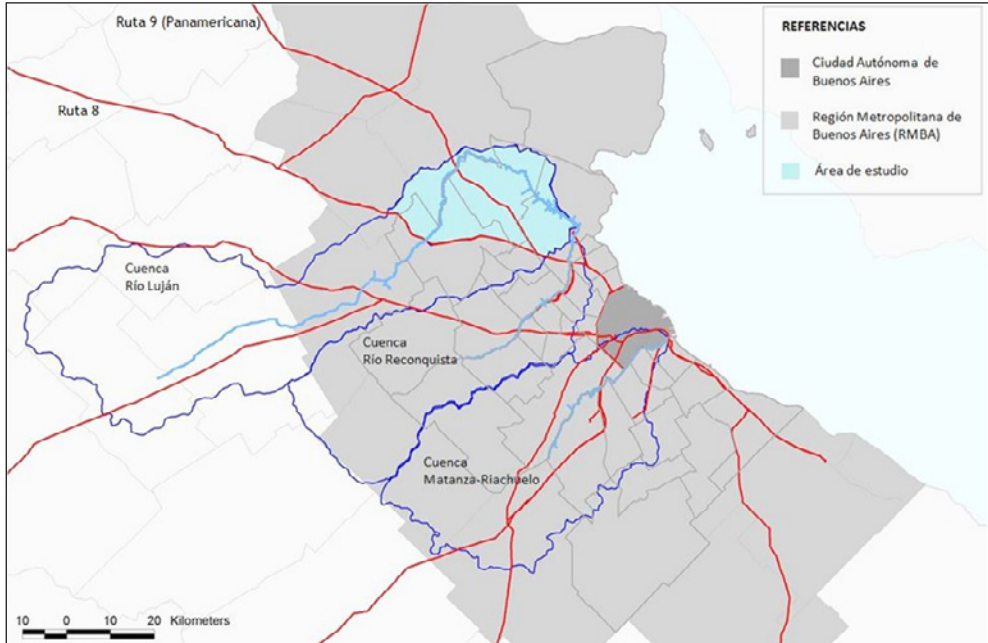 Ruta 9 (Panamericana)
Ruta 8
Cuenca
Río Luján
Cuenca
Río Reconquista
Cuenca
Matanza-Riachuelo
REFERENCIAS
Ciudad Autónoma de
Buenos Aires
Región Metropolitana de
Buenos Aires (RMBA)
Área de estudio
10 0 10 20 Kilometers